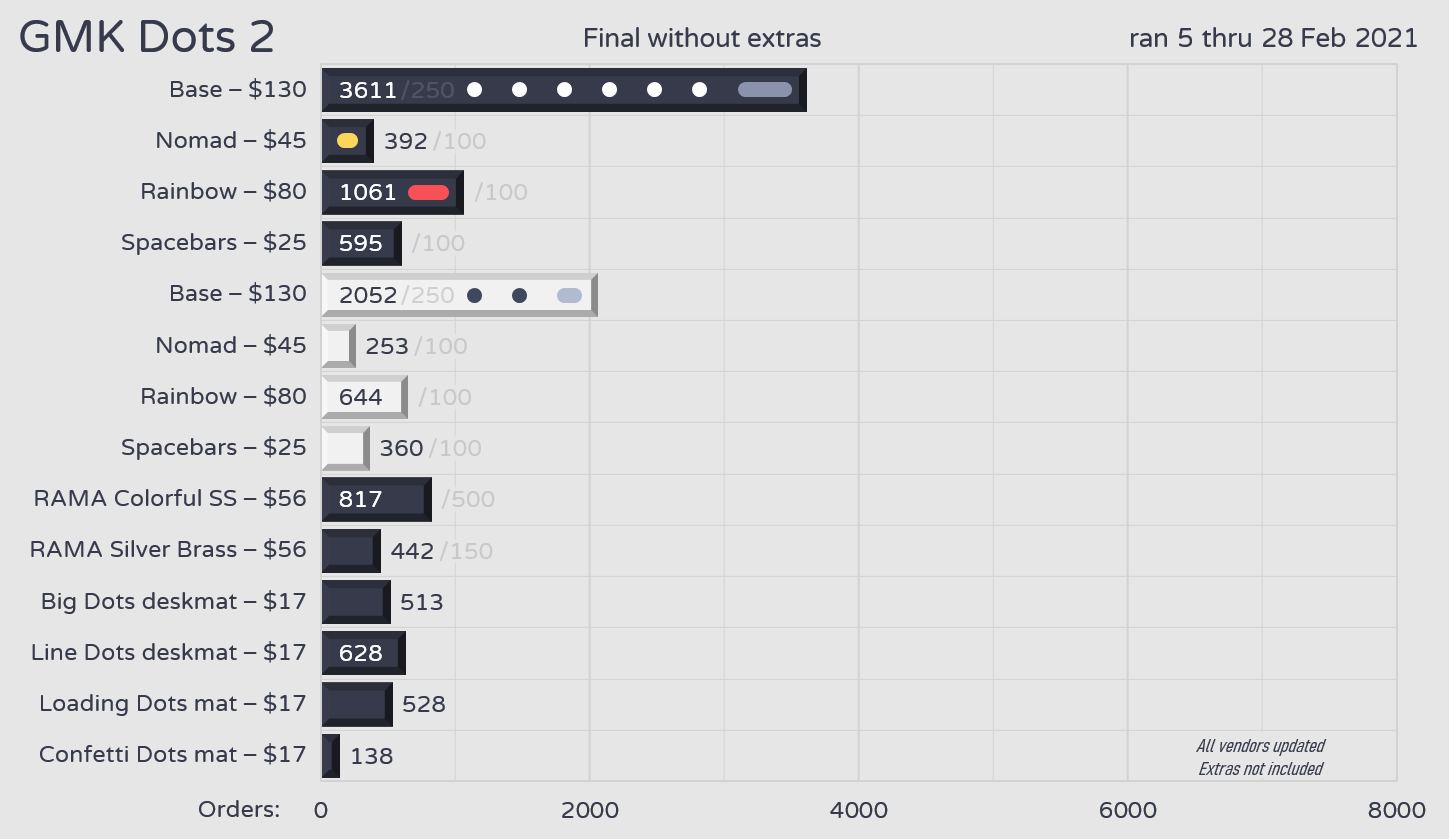 GMK Dots 2 Final without extras ran 5 thru 28 Feb 2021
Base – $130 3611/250
Nomad – $45 392/100
Rainbow – $80 1061 /100
Spacebars – $25 595 /100
Base – $130 2052/250
Nomad – $45 253/100
Rainbow – $80 644 /100
Spacebars – $25 360/100
RAMA Colorful SS – $56 817 /500
RAMA Silver Brass – $56 442/150
Big Dots deskmat – $17 513
Line Dots deskmat – $17 628
Loading Dots mat – $17 528
Confetti Dots mat – $17 138
All vendors updated
Extras not included
Orders: 0 2000 4000 6000 8000